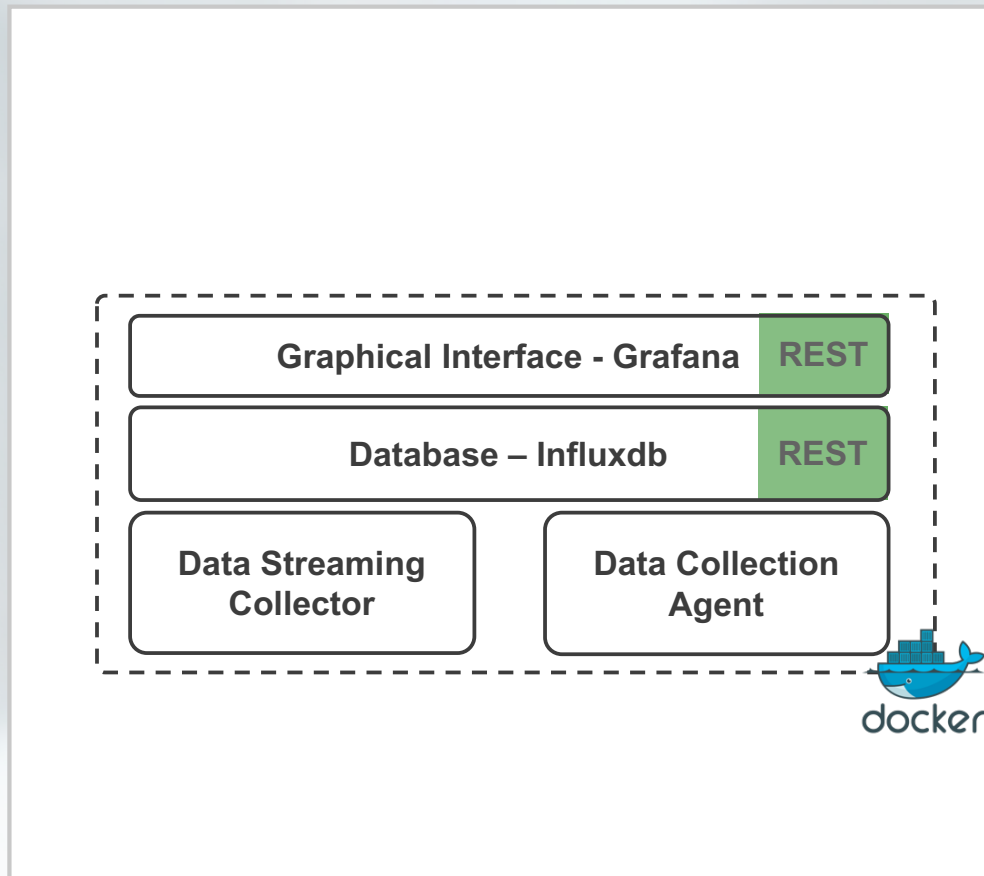 Graphical Interface - Grafana
REST
Database – Influxdb
REST
Data Streaming
Collector
Data Collection
Agent
docker